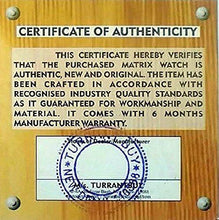 CERTIFICATE OF AUTHENTICITY
THIS CERTIFICATE HEREBY VERIFIES
THAT THE PURCHASED MATRIX WATCH IS
AUTHENTIC, NEW AND ORIGINAL. THE ITEM HAS
BEEN CRAFTED IN ACCORDANCE WITH
RECOGNISED INDUSTRY QUALITY STANDARDS
AS IT GUARANTEED FOR WORKMANSHIP AND
MATERIAL. IT COMES WITH 6 MONTHS
MANUFACTURER WARRANTY.
Dealer Manufacturer